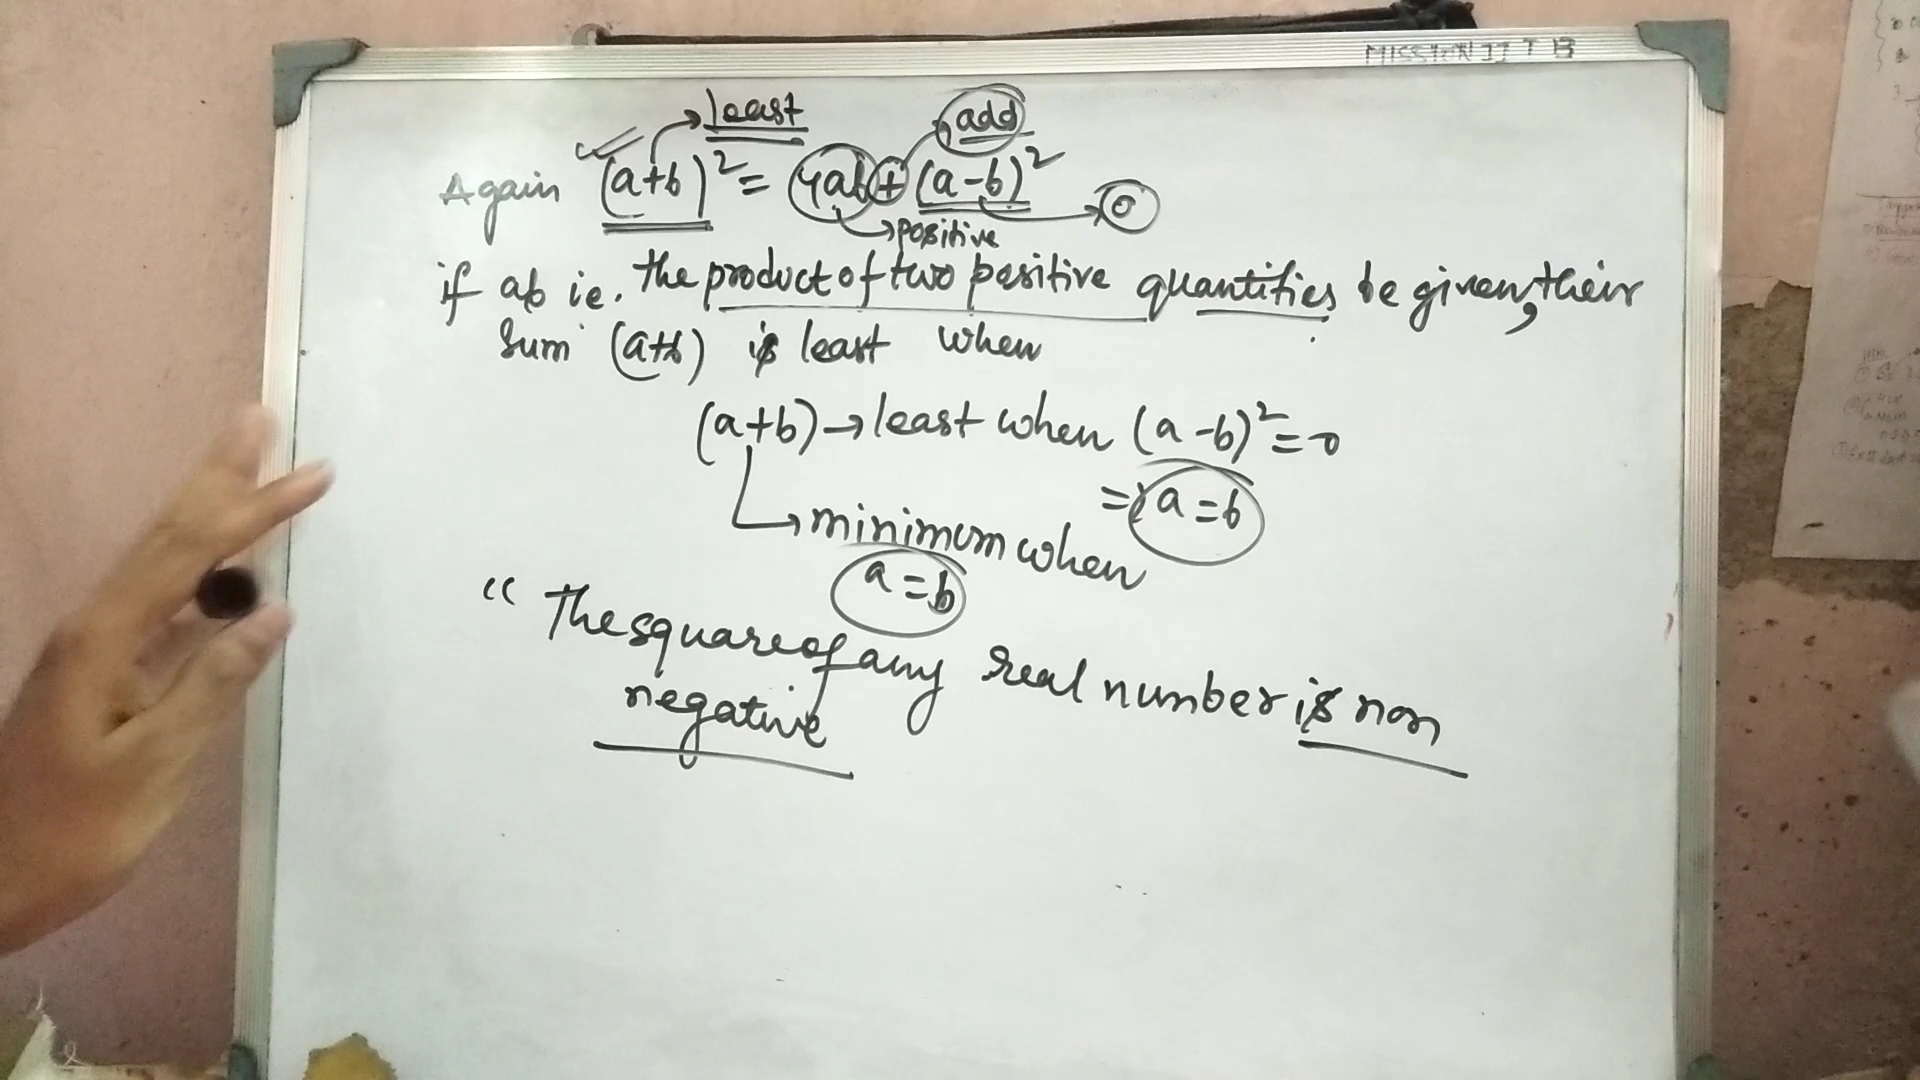 MISSION IIT B
least
add
Again (a+b)² = 4ab + (a-b)²
0
positive
if ab ie. the product of two positive quantities be given, their
sum (a+b) is least when
(a+b) → least when (a-b)² = 0
=> a = b
minimum when
a = b
“ The square of any real number is non
negative